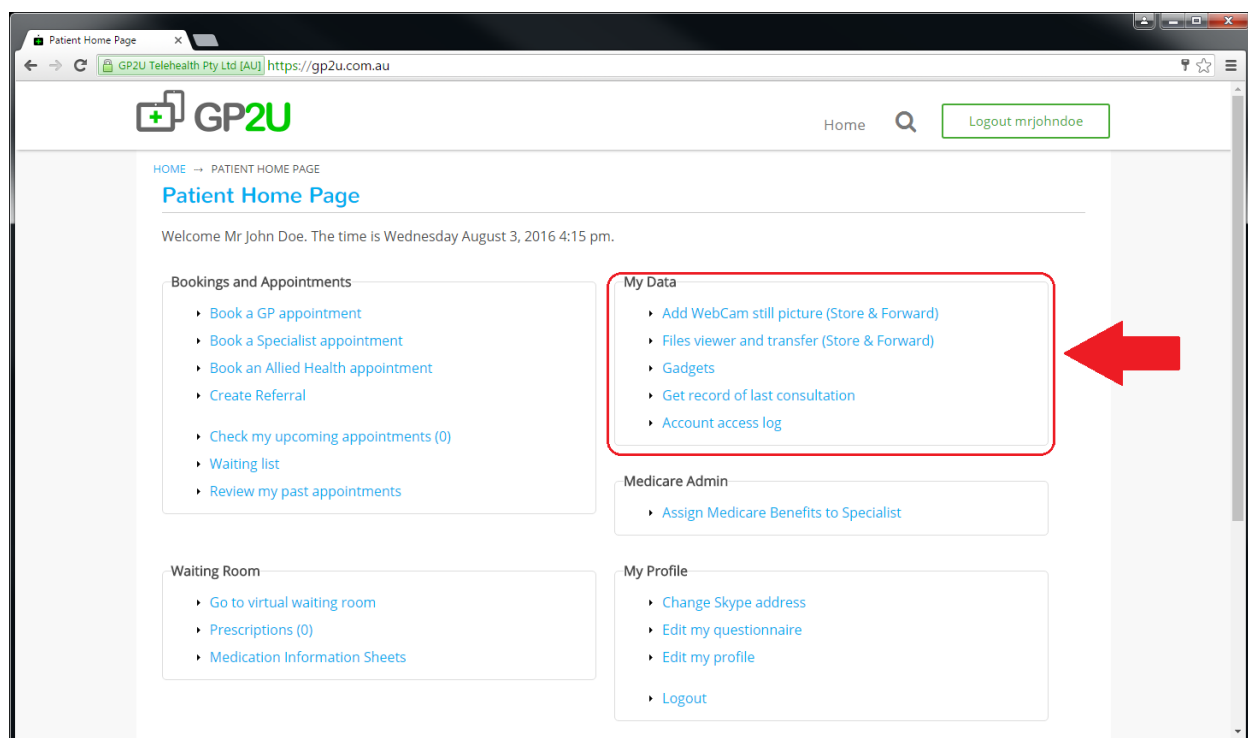 Patient Home Page
GP2U Telehealth Pty Ltd [AU] https://gp2u.com.au
GP2U
Home
Logout mrjohndoe
HOME → PATIENT HOME PAGE
Patient Home Page
Welcome Mr John Doe. The time is Wednesday August 3, 2016 4:15 pm.
Bookings and Appointments
Book a GP appointment
Book a Specialist appointment
Book an Allied Health appointment
Create Referral
Check my upcoming appointments (0)
Waiting list
Review my past appointments
My Data
Add WebCam still picture (Store & Forward)
Files viewer and transfer (Store & Forward)
Gadgets
Get record of last consultation
Account access log
Medicare Admin
Assign Medicare Benefits to Specialist
Waiting Room
Go to virtual waiting room
Prescriptions (0)
Medication Information Sheets
My Profile
Change Skype address
Edit my questionnaire
Edit my profile
Logout